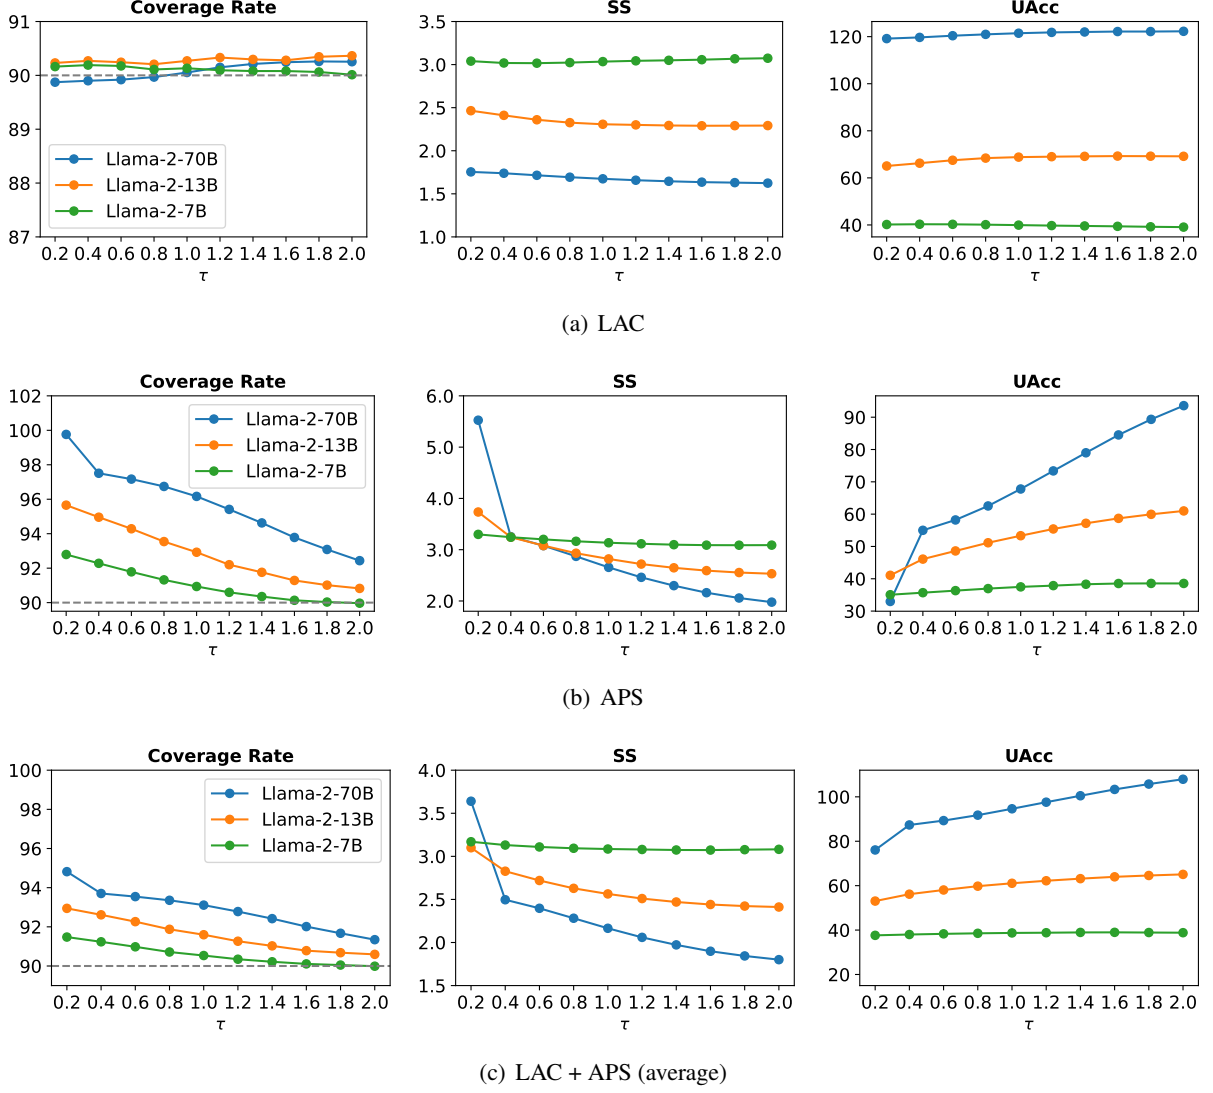 Coverage Rate
91
90
89
88
87
Llama-2-70B
Llama-2-13B
Llama-2-7B
0.2 0.4 0.6 0.8 1.0 1.2 1.4 1.6 1.8 2.0
τ
SS
3.5
3.0
2.5
2.0
1.5
1.0
0.2 0.4 0.6 0.8 1.0 1.2 1.4 1.6 1.8 2.0
τ
UAcc
120
100
80
60
40
0.2 0.4 0.6 0.8 1.0 1.2 1.4 1.6 1.8 2.0
τ
(a) LAC
Coverage Rate
102
100
98
96
94
92
90
Llama-2-70B
Llama-2-13B
Llama-2-7B
0.2 0.4 0.6 0.8 1.0 1.2 1.4 1.6 1.8 2.0
τ
SS
6.0
5.0
4.0
3.0
2.0
0.2 0.4 0.6 0.8 1.0 1.2 1.4 1.6 1.8 2.0
τ
UAcc
90
80
70
60
50
40
30
0.2 0.4 0.6 0.8 1.0 1.2 1.4 1.6 1.8 2.0
τ
(b) APS
Coverage Rate
100
98
96
94
92
90
Llama-2-70B
Llama-2-13B
Llama-2-7B
0.2 0.4 0.6 0.8 1.0 1.2 1.4 1.6 1.8 2.0
τ
SS
4.0
3.5
3.0
2.5
2.0
1.5
0.2 0.4 0.6 0.8 1.0 1.2 1.4 1.6 1.8 2.0
τ
UAcc
100
80
60
40
20
0.2 0.4 0.6 0.8 1.0 1.2 1.4 1.6 1.8 2.0
τ
(c) LAC + APS (average)